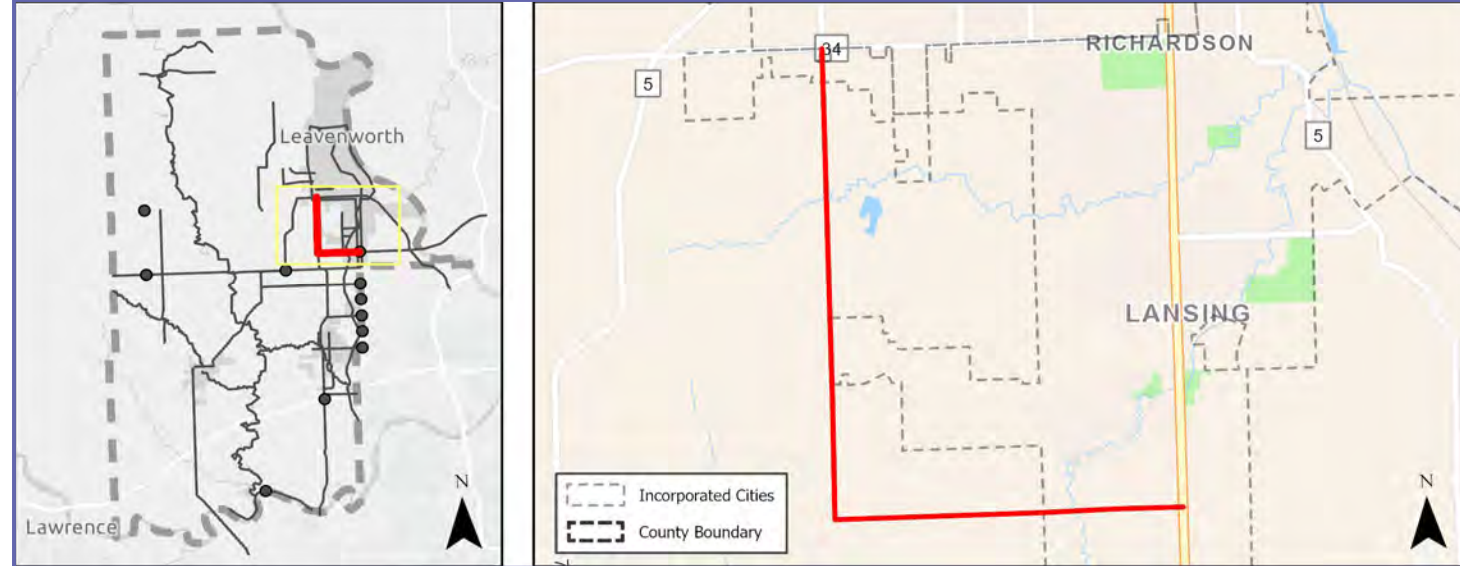 Leavenworth
Lawrence
N
34
5
RICHARDSON
5
LANSING
Incorporated Cities
County Boundary
N